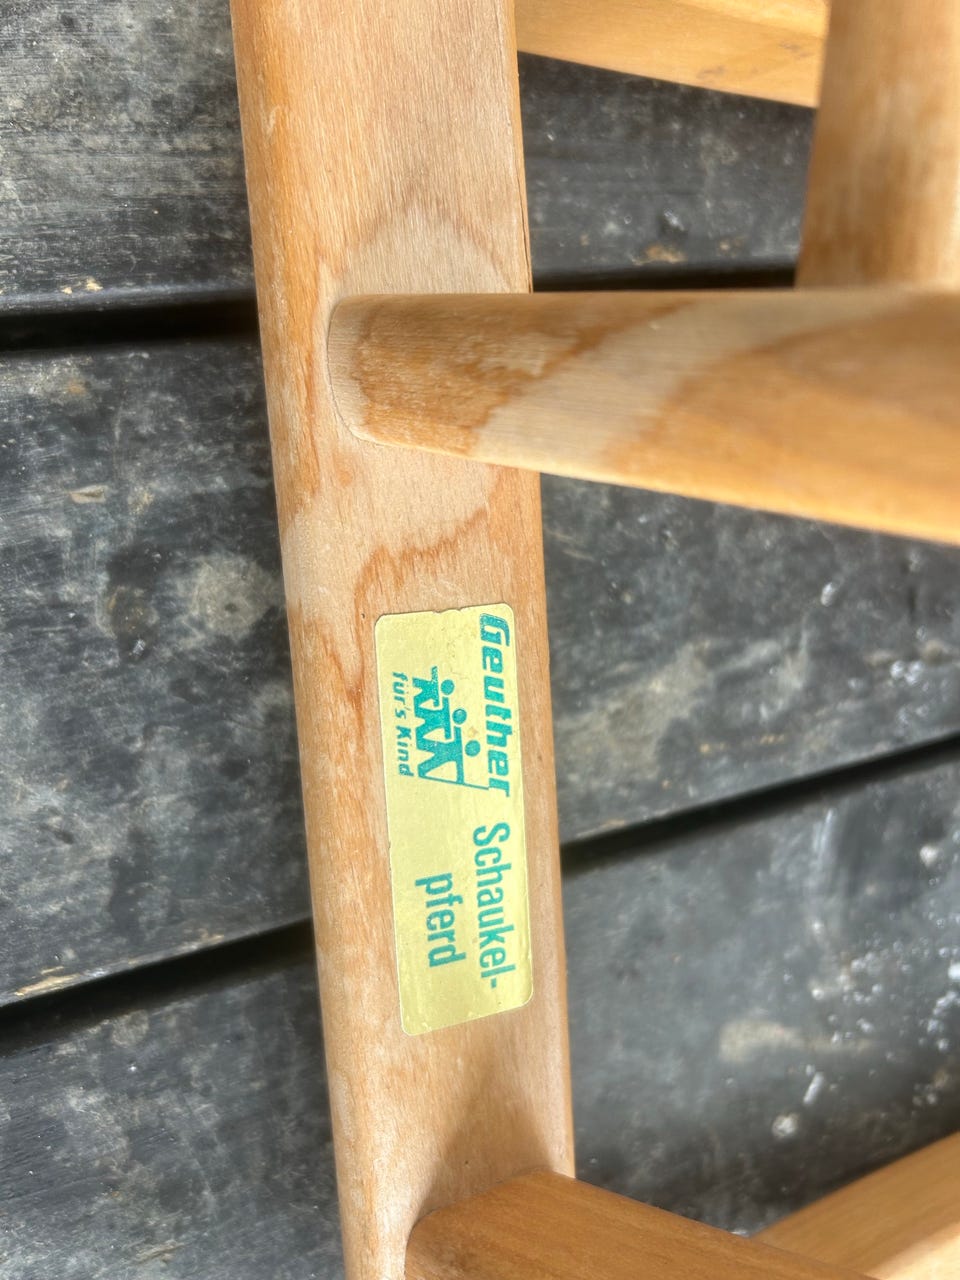 Geuther
für's Kind
Schaukel-
pferd